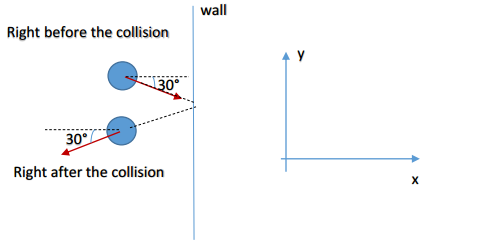 wall
Right before the collision
y
30°
30°
Right after the collision
x